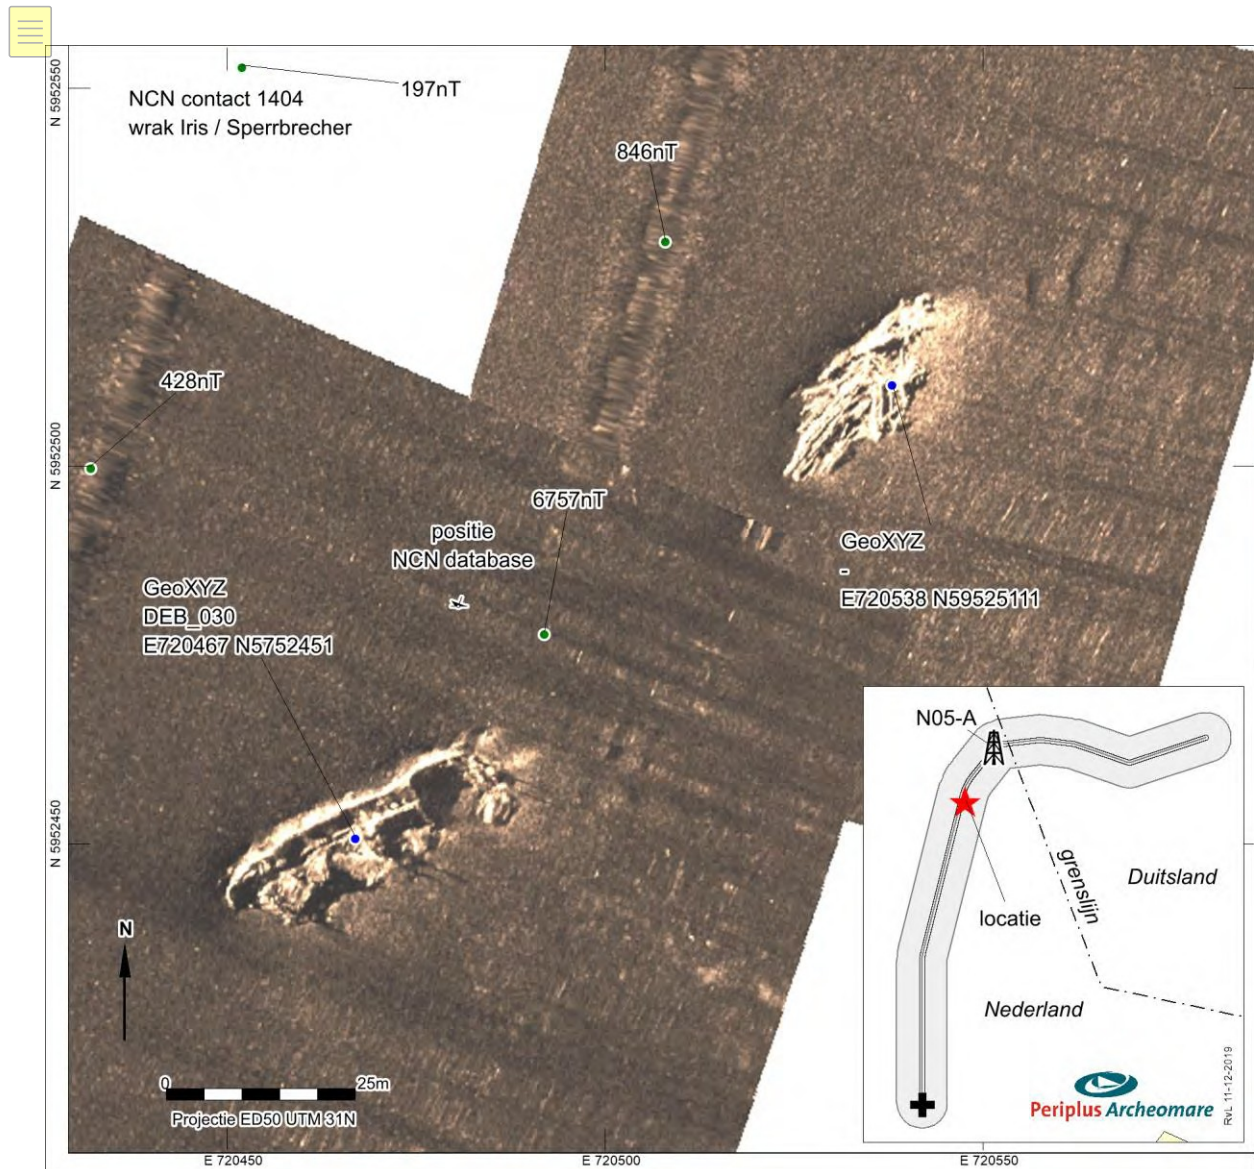 N 5952550
NCN contact 1404
wrak Iris / Sperrbrecher
197nT
846nT
428nT
N 5952500
6757nT
positie
NCN database
GeoXYZ
-
E720538 N59525111
GeoXYZ
DEB_030
E720467 N5752451
N 5952450
N
0
25m
Projectie ED50 UTM 31N
N05-A
grenslijn
Duitsland
locatie
Nederland
Periplus Archeomare
RvL 11-12-2019
E 720450
E 720500
E 720550